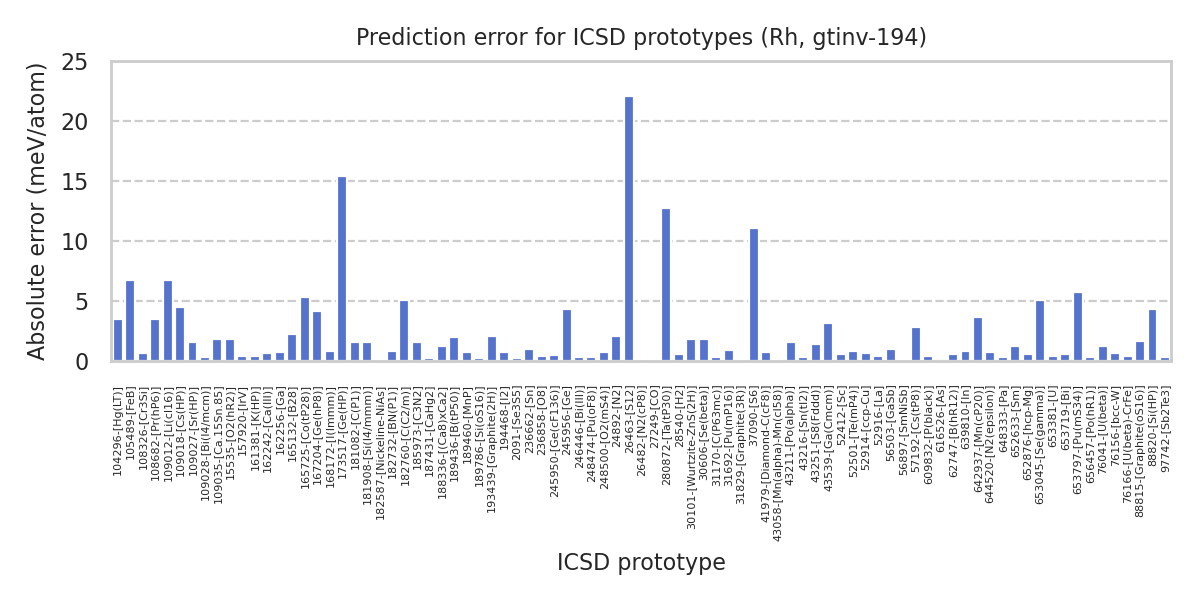 Prediction error for ICSD prototypes (Rh, gtinv-194)
Absolute error (meV/atom)
25
20
15
10
5
0
104296-[Hg(LT)]
105489-[FeB]
108326-[Cr3Si]
108682-[Pr(hP6)]
109012-[Li(cI16)]
109018-[Cs(HP)]
109027-[Sr(HP)]
109028-[Bi(I4/mcm)]
109035-[Ca.15Sn.85]
15535-[O2(hR2)]
157920-[IrV]
161381-[K(HP)]
162242-[Ca(III)]
162256-[Ga]
165132-[B28]
165725-[Co(tP28)]
167204-[Ge(hP8)]
168172-[I(Immm)]
173517-[Ge(HP)]
181082-[C(P1)]
181908-[Si(I4/mmm)]
182587-[Nickeline-NiAs]
182732-[BN(P1)]
182760-[C(C2/m)]
185973-[C3N2]
187431-[CaHg2]
188336-[(Ca8)xCa2]
189436-[B(tP50)]
189460-[MnP]
189786-[Si(oS16)]
193439-[Graphite(2H)]
194468-[I2]
2091-[Se3S5]
236662-[Sn]
236858-[O8]
245950-[Ge(cF136)]
245956-[Ge]
246446-[Bi(III)]
248474-[Pu(oF8)]
248500-[O2(mS4)]
24892-[N2]
26463-[S12]
26482-[N2(cP8)]
27249-[CO]
280872-[Ta(tP30)]
28540-[H2]
30101-[Wurtzite-ZnS(2H)]
30606-[Se(beta)]
31170-[C(P63mc)]
31692-[Pu(mP16)]
31829-[Graphite(3R)]
37090-[S6]
41979-[Diamond-C(cF8)]
43058-[Mn(alpha)-Mn(cI58)]
43211-[Po(alpha)]
43216-[Sn(tI2)]
43251-[S8(Fddd)]
43539-[Ga(Cmcm)]
52412-[Sc]
52501-[Te(mP4)]
52914-[ccp-Cu]
52916-[La]
56503-[GaSb]
56897-[SmNiSb]
57192-[Cs(tP8)]
609832-[P(black)]
616526-[As]
62747-[B(hR12)]
639810-[In]
642937-[Mn(cP20)]
644520-[N2(epsilon)]
648333-[Pa]
652633-[Sm]
652876-[hcp-Mg]
653045-[Se(gamma)]
653381-[U]
653719-[Pu]
653797-[Pu(mS34)]
656457-[Po(hR1)]
76041-[U(beta)]
76156-[bcc-W]
76166-[U(beta)-CrFe]
88815-[Graphite(oS16)]
88820-[Si(HP)]
97742-[Sb2Te3]
ICSD prototype